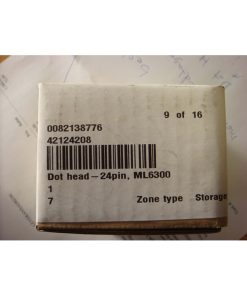 9 of 16
0082138776
42124208
Dot head - 24pin, ML6300
1
7 Zone type Storage